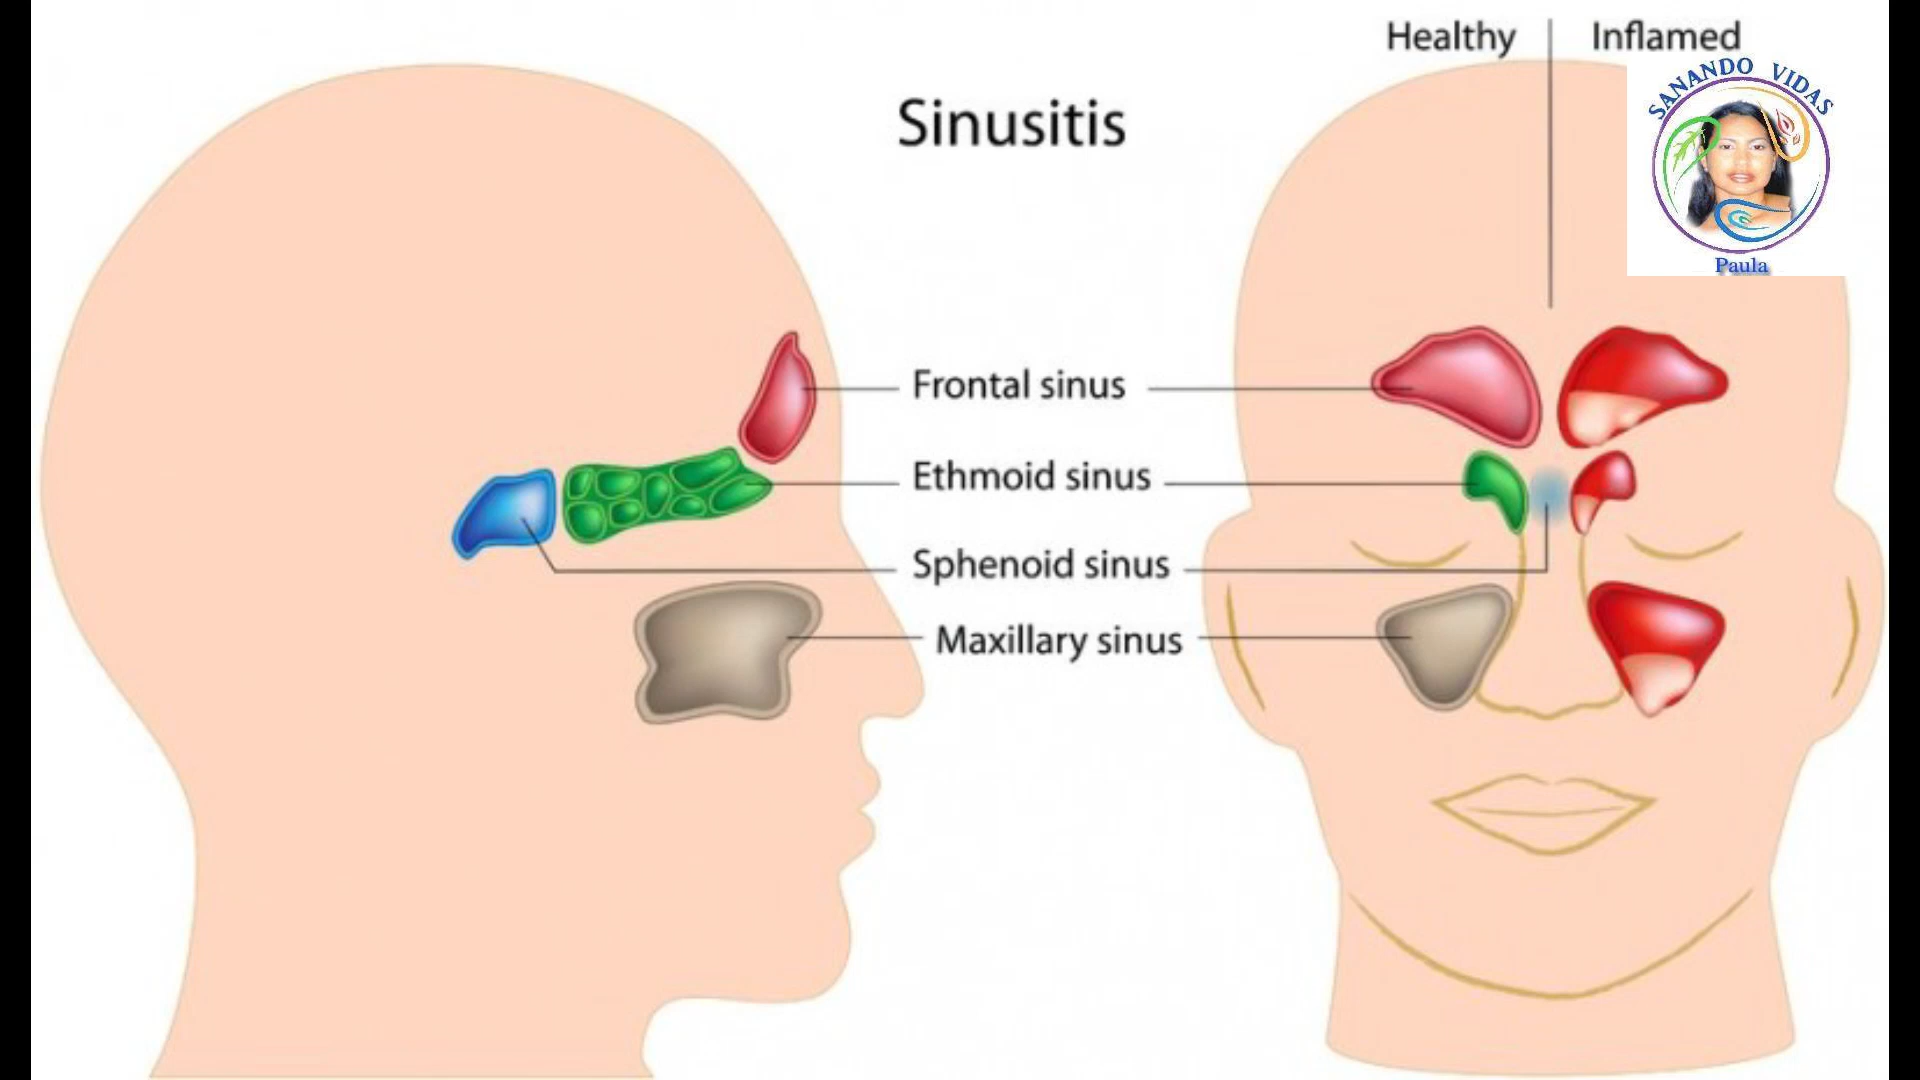 Healthy
Inflamed
SANANDO VIDAS
Paula
Sinusitis
Frontal sinus
Ethmoid sinus
Sphenoid sinus
Maxillary sinus